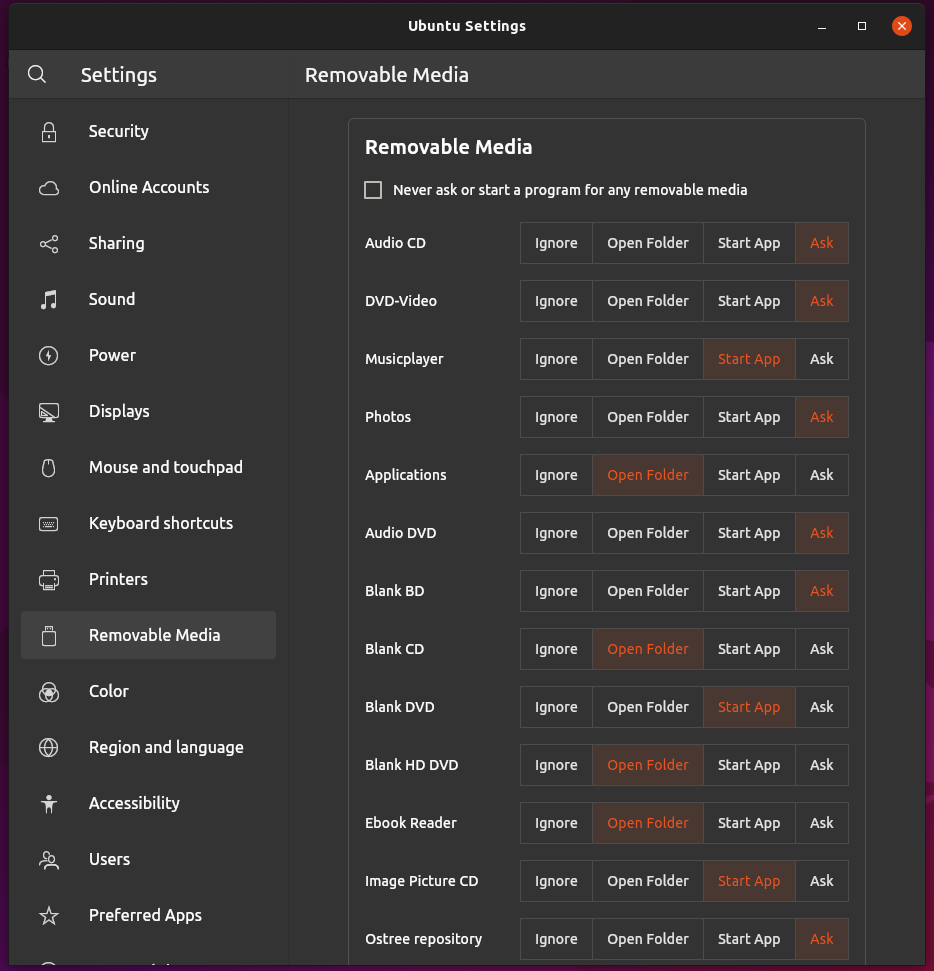 Ubuntu Settings
Settings
Removable Media
Security
Online Accounts
Sharing
Sound
Power
Displays
Mouse and touchpad
Keyboard shortcuts
Printers
Removable Media
Color
Region and language
Accessibility
Users
Preferred Apps
Removable Media
Never ask or start a program for any removable media
Audio CD Ignore Open Folder Start App Ask
DVD-Video Ignore Open Folder Start App Ask
Musicplayer Ignore Open Folder Start App Ask
Photos Ignore Open Folder Start App Ask
Applications Ignore Open Folder Start App Ask
Audio DVD Ignore Open Folder Start App Ask
Blank BD Ignore Open Folder Start App Ask
Blank CD Ignore Open Folder Start App Ask
Blank DVD Ignore Open Folder Start App Ask
Blank HD DVD Ignore Open Folder Start App Ask
Ebook Reader Ignore Open Folder Start App Ask
Image Picture CD Ignore Open Folder Start App Ask
Ostree repository Ignore Open Folder Start App Ask